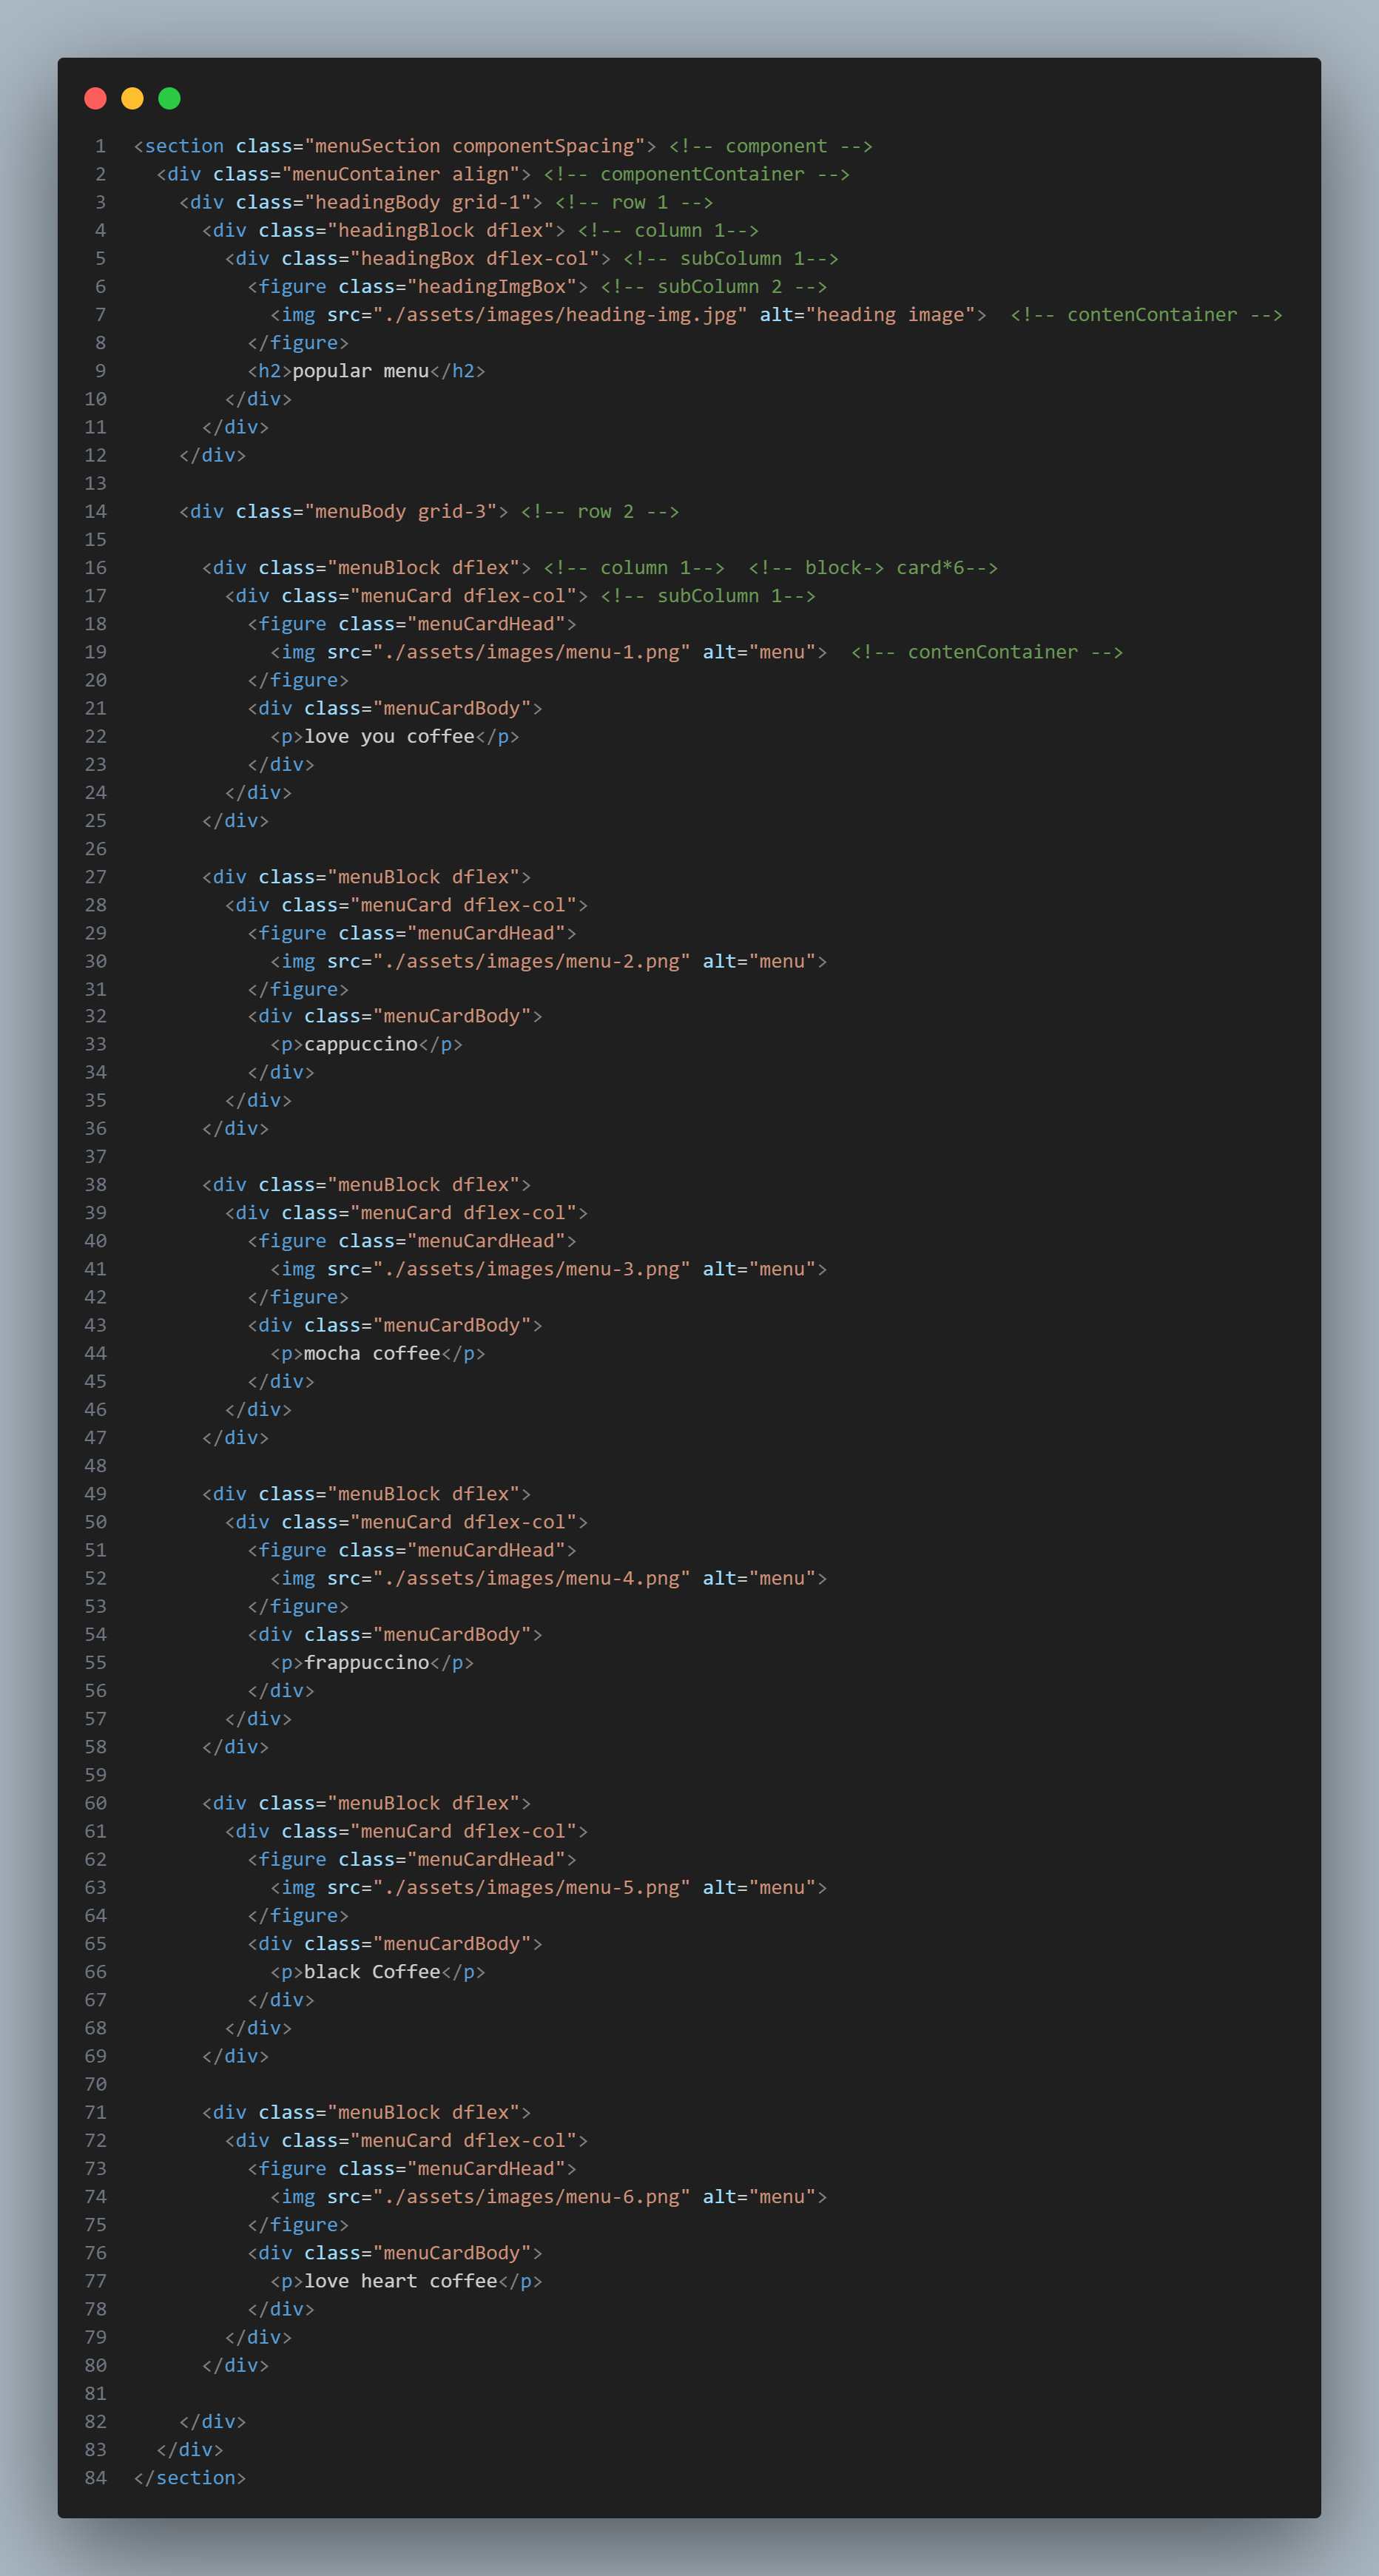 1 <section class="menuSection componentSpacing"> <!-- component -->
2   <div class="menuContainer align"> <!-- componentContainer -->
3     <div class="headingBody grid-1"> <!-- row 1 -->
4       <div class="headingBlock dflex"> <!-- column 1-->
5         <div class="headingBox dflex-col"> <!-- subColumn 1-->
6           <figure class="headingImgBox"> <!-- subColumn 2 -->
7             <img src="./assets/images/heading-img.jpg" alt="heading image">  <!-- contenContainer -->
8           </figure>
9           <h2>popular menu</h2>
10         </div>
11       </div>
12     </div>
13
14     <div class="menuBody grid-3"> <!-- row 2 -->
15
16       <div class="menuBlock dflex"> <!-- column 1-->  <!-- block-> card*6-->
17         <div class="menuCard dflex-col"> <!-- subColumn 1-->
18           <figure class="menuCardHead">
19             <img src="./assets/images/menu-1.png" alt="menu">  <!-- contenContainer -->
20           </figure>
21           <div class="menuCardBody">
22             <p>love you coffee</p>
23           </div>
24         </div>
25       </div>
26
27       <div class="menuBlock dflex">
28         <div class="menuCard dflex-col">
29           <figure class="menuCardHead">
30             <img src="./assets/images/menu-2.png" alt="menu">
31           </figure>
32           <div class="menuCardBody">
33             <p>cappuccino</p>
34           </div>
35         </div>
36       </div>
37
38       <div class="menuBlock dflex">
39         <div class="menuCard dflex-col">
40           <figure class="menuCardHead">
41             <img src="./assets/images/menu-3.png" alt="menu">
42           </figure>
43           <div class="menuCardBody">
44             <p>mocha coffee</p>
45           </div>
46         </div>
47       </div>
48
49       <div class="menuBlock dflex">
50         <div class="menuCard dflex-col">
51           <figure class="menuCardHead">
52             <img src="./assets/images/menu-4.png" alt="menu">
53           </figure>
54           <div class="menuCardBody">
55             <p>frappuccino</p>
56           </div>
57         </div>
58       </div>
59
60       <div class="menuBlock dflex">
61         <div class="menuCard dflex-col">
62           <figure class="menuCardHead">
63             <img src="./assets/images/menu-5.png" alt="menu">
64           </figure>
65           <div class="menuCardBody">
66             <p>black Coffee</p>
67           </div>
68         </div>
69       </div>
70
71       <div class="menuBlock dflex">
72         <div class="menuCard dflex-col">
73           <figure class="menuCardHead">
74             <img src="./assets/images/menu-6.png" alt="menu">
75           </figure>
76           <div class="menuCardBody">
77             <p>love heart coffee</p>
78           </div>
79         </div>
80       </div>
81
82     </div>
83   </div>
84 </section>